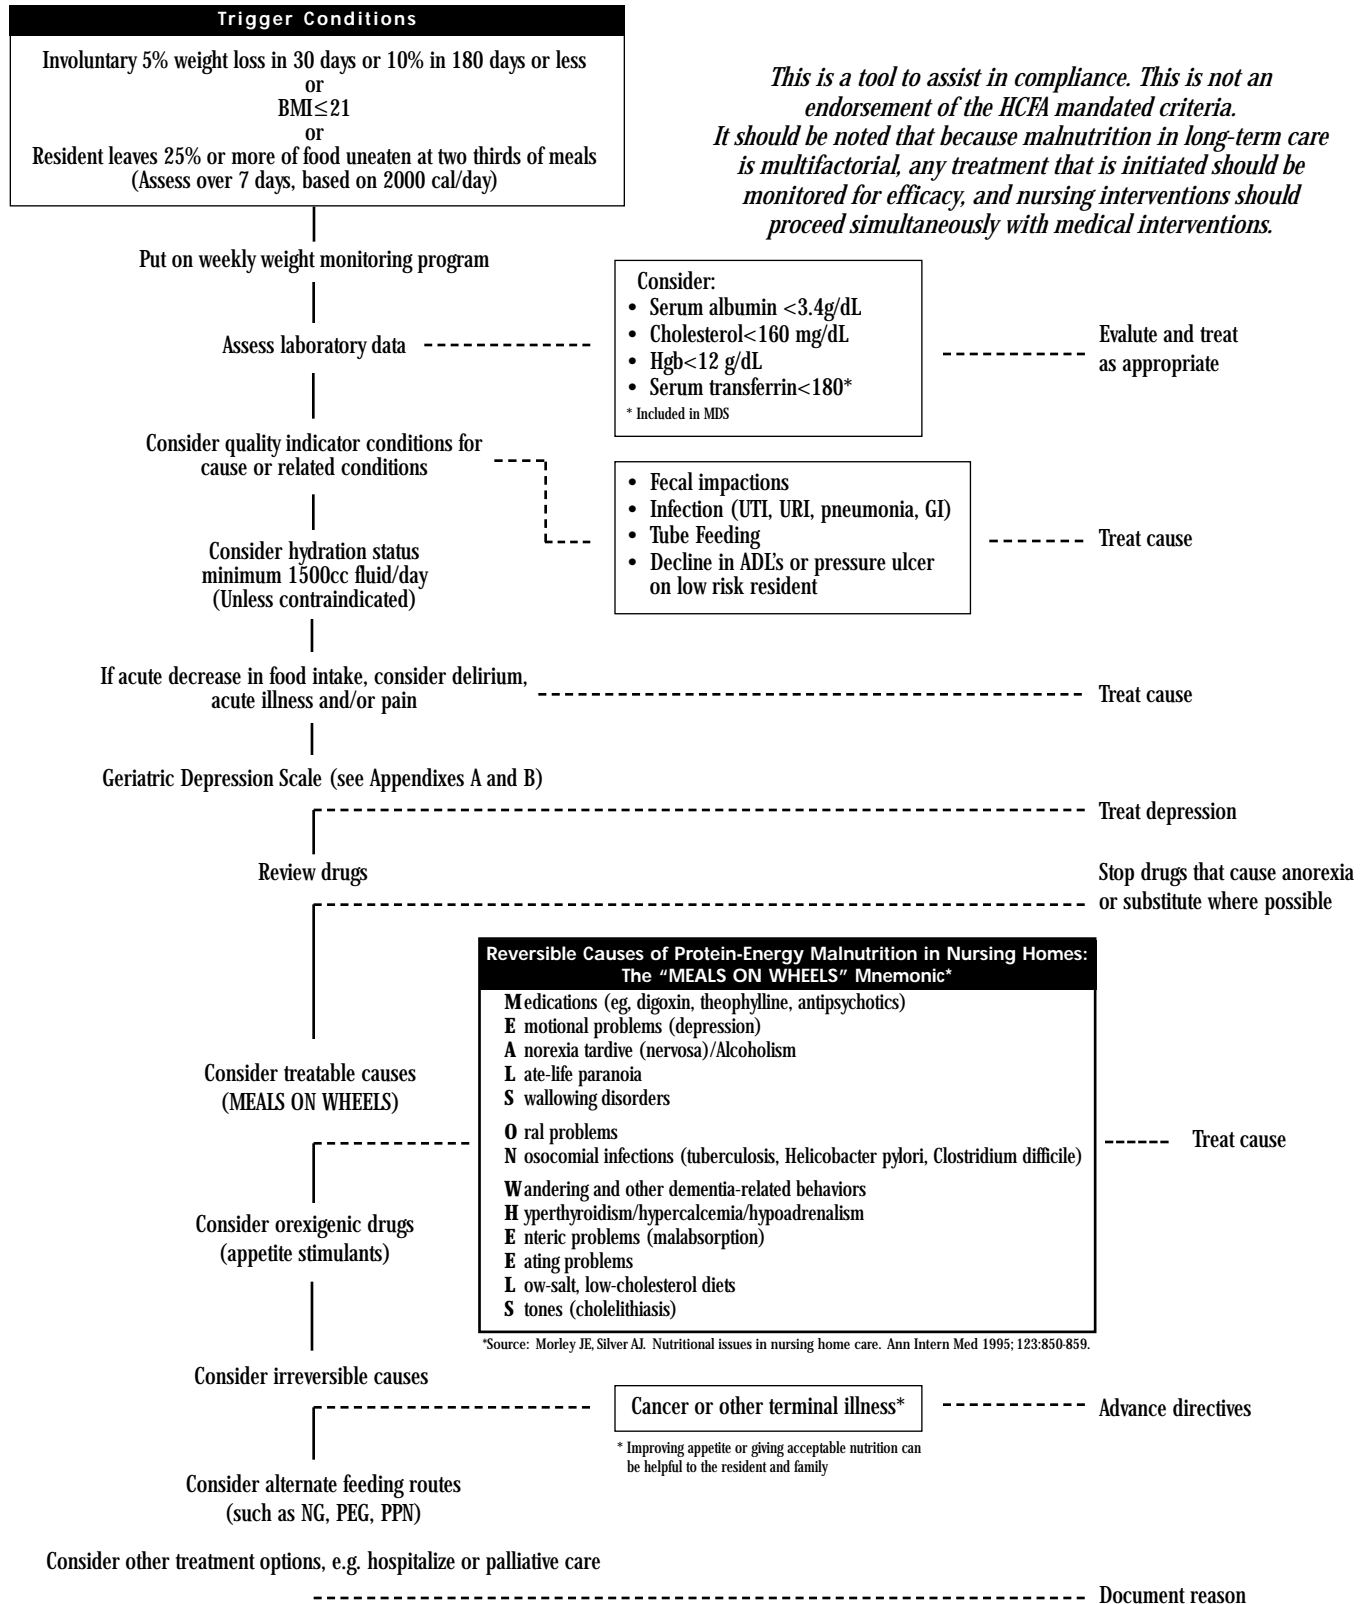 Trigger Conditions
Involuntary 5% weight loss in 30 days or 10% in 180 days or less
or
BMI≤21
or
Resident leaves 25% or more of food uneaten at two thirds of meals
(Assess over 7 days, based on 2000 cal/day)
This is a tool to assist in compliance. This is not an
endorsement of the HCFA mandated criteria.
It should be noted that because malnutrition in long-term care
is multifactorial, any treatment that is initiated should be
monitored for efficacy, and nursing interventions should
proceed simultaneously with medical interventions.
Put on weekly weight monitoring program
Assess laboratory data
Consider:
• Serum albumin <3.4g/dL
• Cholesterol<160 mg/dL
• Hgb<12 g/dL
• Serum transferrin<180*
* Included in MDS
Evalute and treat
as appropriate
Consider quality indicator conditions for
cause or related conditions
• Fecal impactions
• Infection (UTI, URI, pneumonia, GI)
• Tube Feeding
• Decline in ADL's or pressure ulcer
on low risk resident
Treat cause
Consider hydration status
minimum 1500cc fluid/day
(Unless contraindicated)
If acute decrease in food intake, consider delirium,
acute illness and/or pain
Treat cause
Geriatric Depression Scale (see Appendixes A and B)
Treat depression
Review drugs
Stop drugs that cause anorexia
or substitute where possible
Reversible Causes of Protein-Energy Malnutrition in Nursing Homes:
The “MEALS ON WHEELS” Mnemonic*
Medications (eg, digoxin, theophylline, antipsychotics)
E motional problems (depression)
A norexia tardive (nervosa)/Alcoholism
L ate-life paranoia
S wallowing disorders
O ral problems
N osocomial infections (tuberculosis, Helicobacter pylori, Clostridium difficile)
Wandering and other dementia-related behaviors
H yperthyroidism/hypercalcemia/hypoadrenalism
E nteric problems (malabsorption)
E ating problems
L ow-salt, low-cholesterol diets
S tones (cholelithiasis)
*Source: Morley JE, Silver AJ. Nutritional issues in nursing home care. Ann Intern Med 1995; 123:850-859.
Consider treatable causes
(MEALS ON WHEELS)
Treat cause
Consider orexigenic drugs
(appetite stimulants)
Consider irreversible causes
Cancer or other terminal illness*
* Improving appetite or giving acceptable nutrition can
be helpful to the resident and family
Advance directives
Consider alternate feeding routes
(such as NG, PEG, PPN)
Consider other treatment options, e.g. hospitalize or palliative care
Document reason